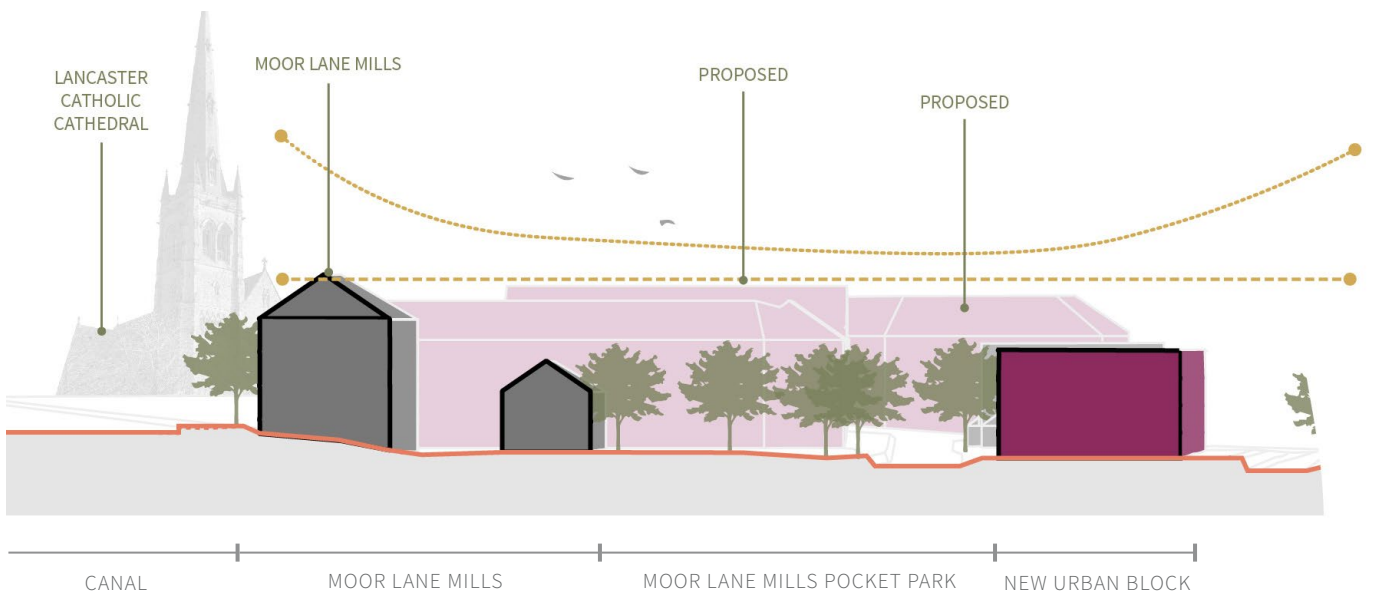 LANCASTER
CATHOLIC
CATHEDRAL
MOOR LANE MILLS
PROPOSED
PROPOSED
CANAL
MOOR LANE MILLS
MOOR LANE MILLS POCKET PARK
NEW URBAN BLOCK